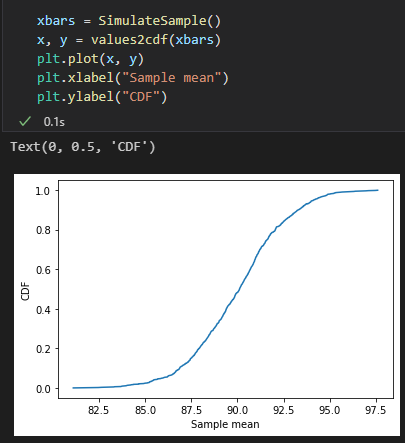 xbars = SimulateSample()
x, y = values2cdf(xbars)
plt.plot(x, y)
plt.xlabel("Sample mean")
plt.ylabel("CDF")
0.1s
Text(0, 0.5, 'CDF')
1.0
0.8
0.6
CDF
0.4
0.2
0.0
82.5 85.0 87.5 90.0 92.5 95.0 97.5
Sample mean